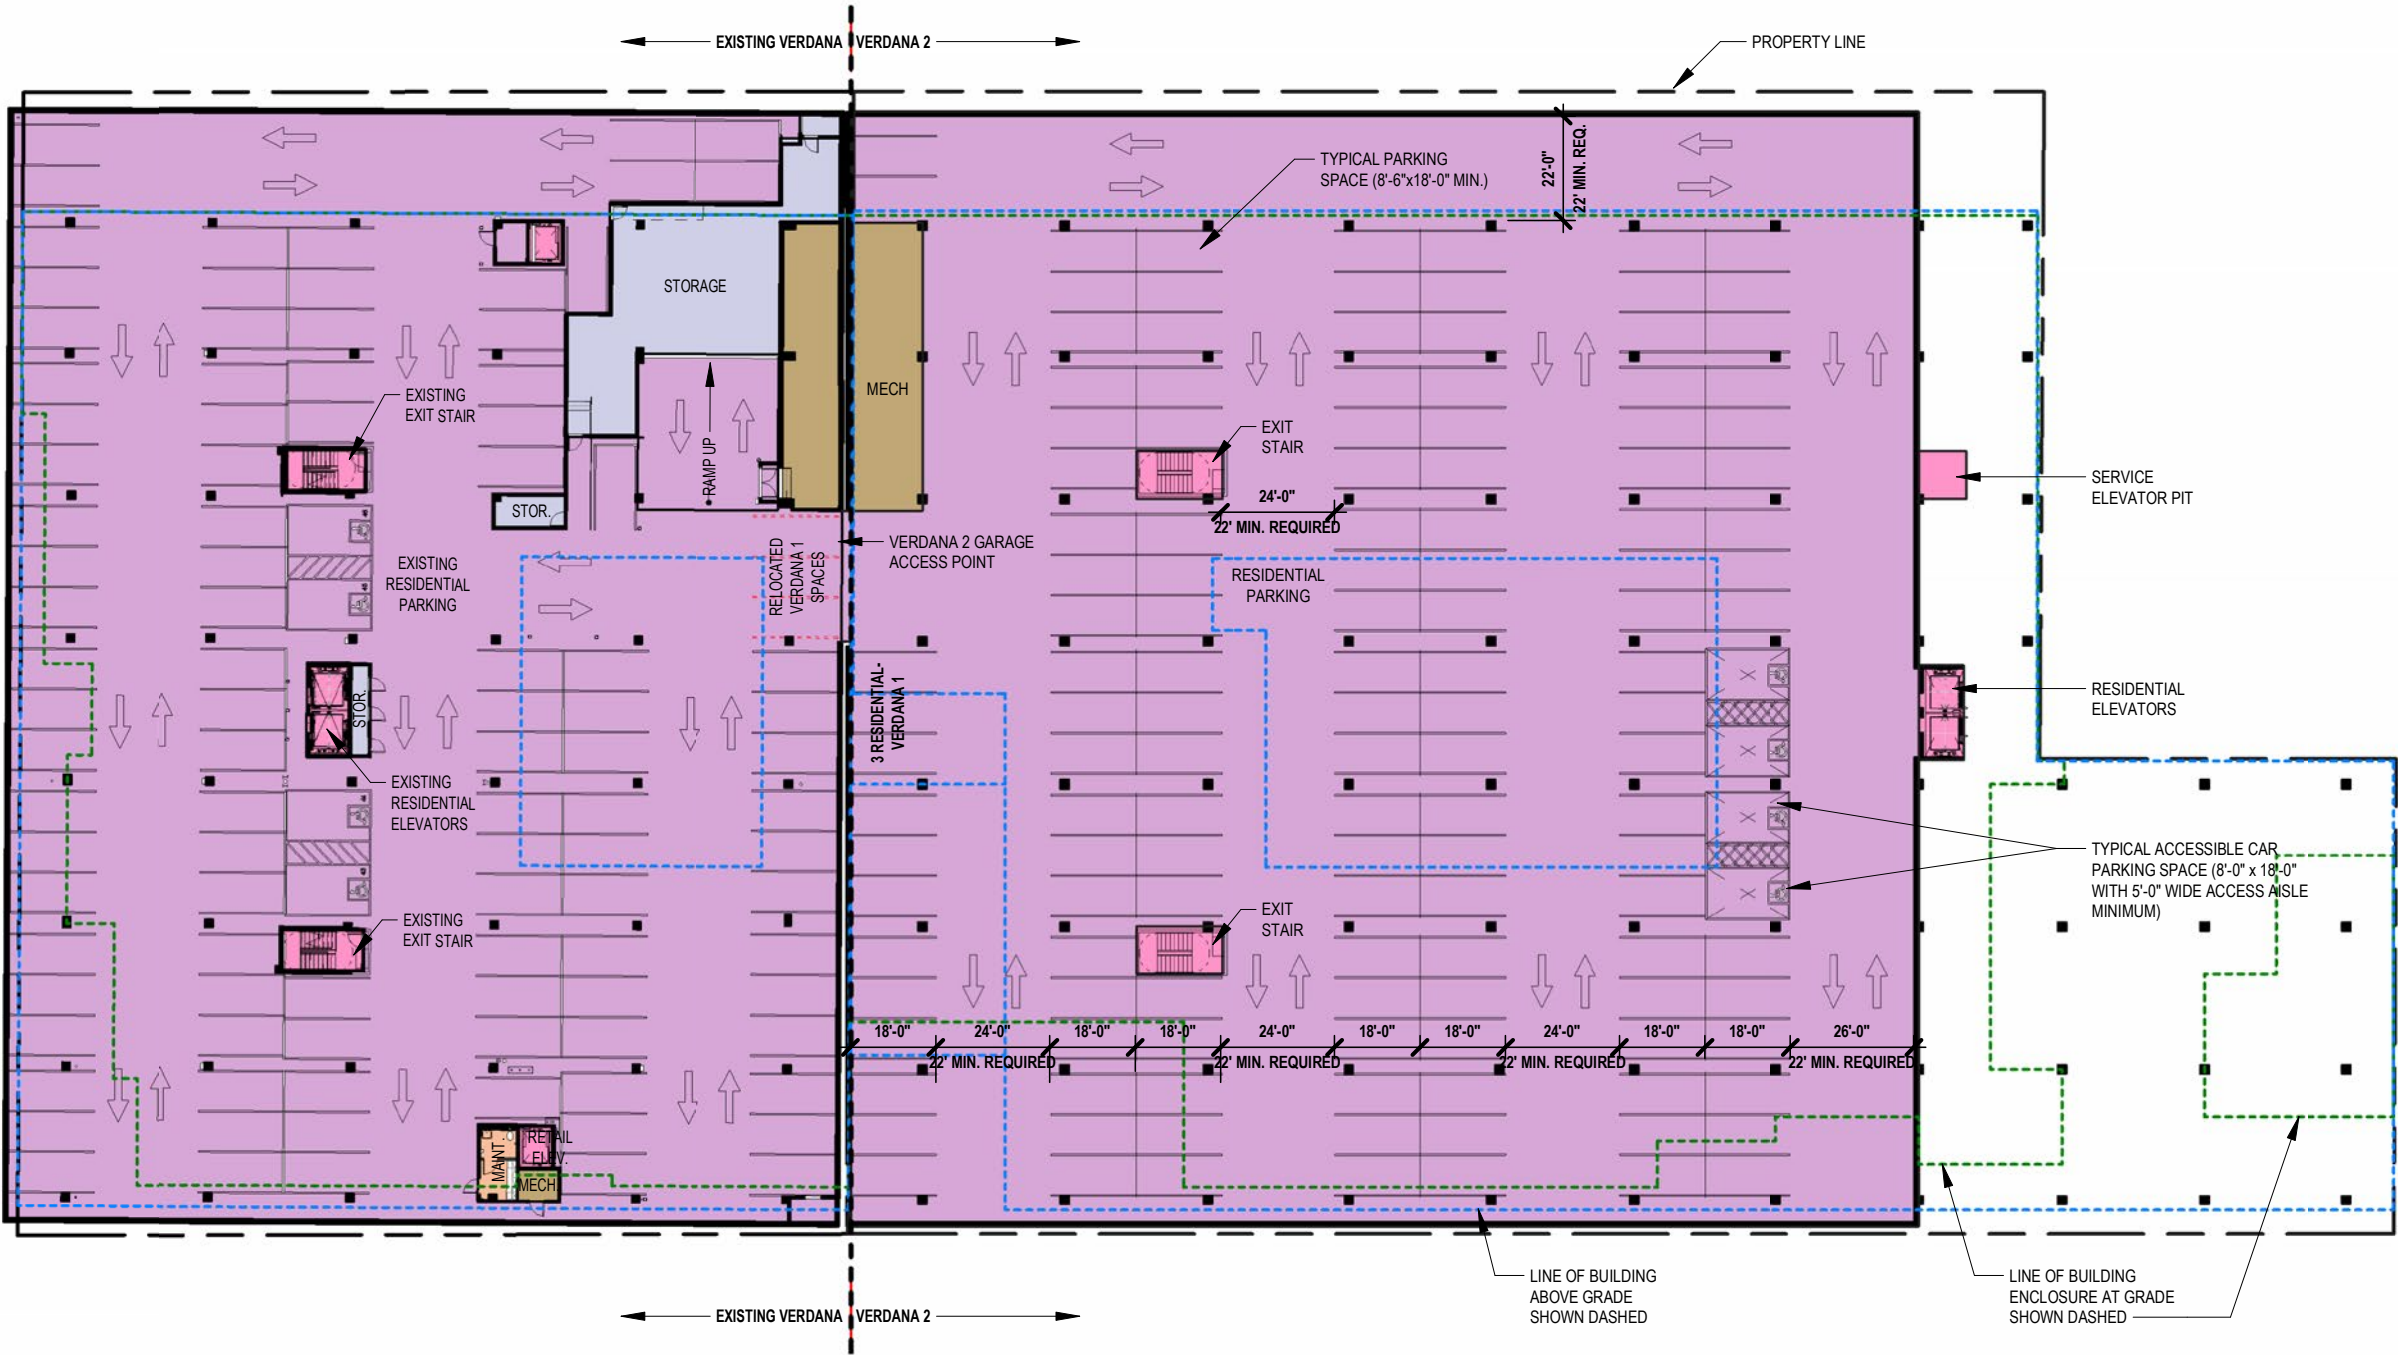 EXISTING VERDANA
VERDANA 2
PROPERTY LINE
TYPICAL PARKING
SPACE (8'-6"x18'-0" MIN.)
22'-0"
22' MIN. REQ.
STORAGE
MECH
EXISTING
EXIT STAIR
RAMP UP
EXIT
STAIR
24'-0"
22' MIN. REQUIRED
SERVICE
ELEVATOR PIT
STOR.
VERDANA 2 GARAGE
ACCESS POINT
EXISTING
RESIDENTIAL
PARKING
RELOCATED
VERDANA 1
SPACES
RESIDENTIAL
PARKING
STOR.
3 RESIDENTIAL-
VERDANA 1
RESIDENTIAL
ELEVATORS
EXISTING
RESIDENTIAL
ELEVATORS
TYPICAL ACCESSIBLE CAR
PARKING SPACE (8'-0" x 18'-0"
WITH 5'-0" WIDE ACCESS AISLE
MINIMUM)
EXISTING
EXIT STAIR
EXIT
STAIR
18'-0"
24'-0"
18'-0"
18'-0"
24'-0"
18'-0"
18'-0"
24'-0"
18'-0"
18'-0"
26'-0"
22' MIN. REQUIRED
22' MIN. REQUIRED
22' MIN. REQUIRED
22' MIN. REQUIRED
MAINT.
RETAIL
ELEV.
MECH
LINE OF BUILDING
ABOVE GRADE
SHOWN DASHED
LINE OF BUILDING
ENCLOSURE AT GRADE
SHOWN DASHED
EXISTING VERDANA
VERDANA 2